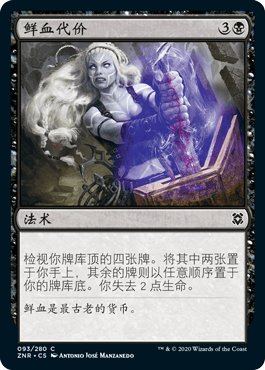 鲜血代价 3
法术
检视你牌库顶的四张牌。将其中两张置
于你手上，其余的牌则以任意顺序置于
你的牌库底。你失去2点生命。
鲜血是最古老的货币。
093/280 C
ZNR • CS Antonio José Manzanedo
™ & © 2020 Wizards of the Coast